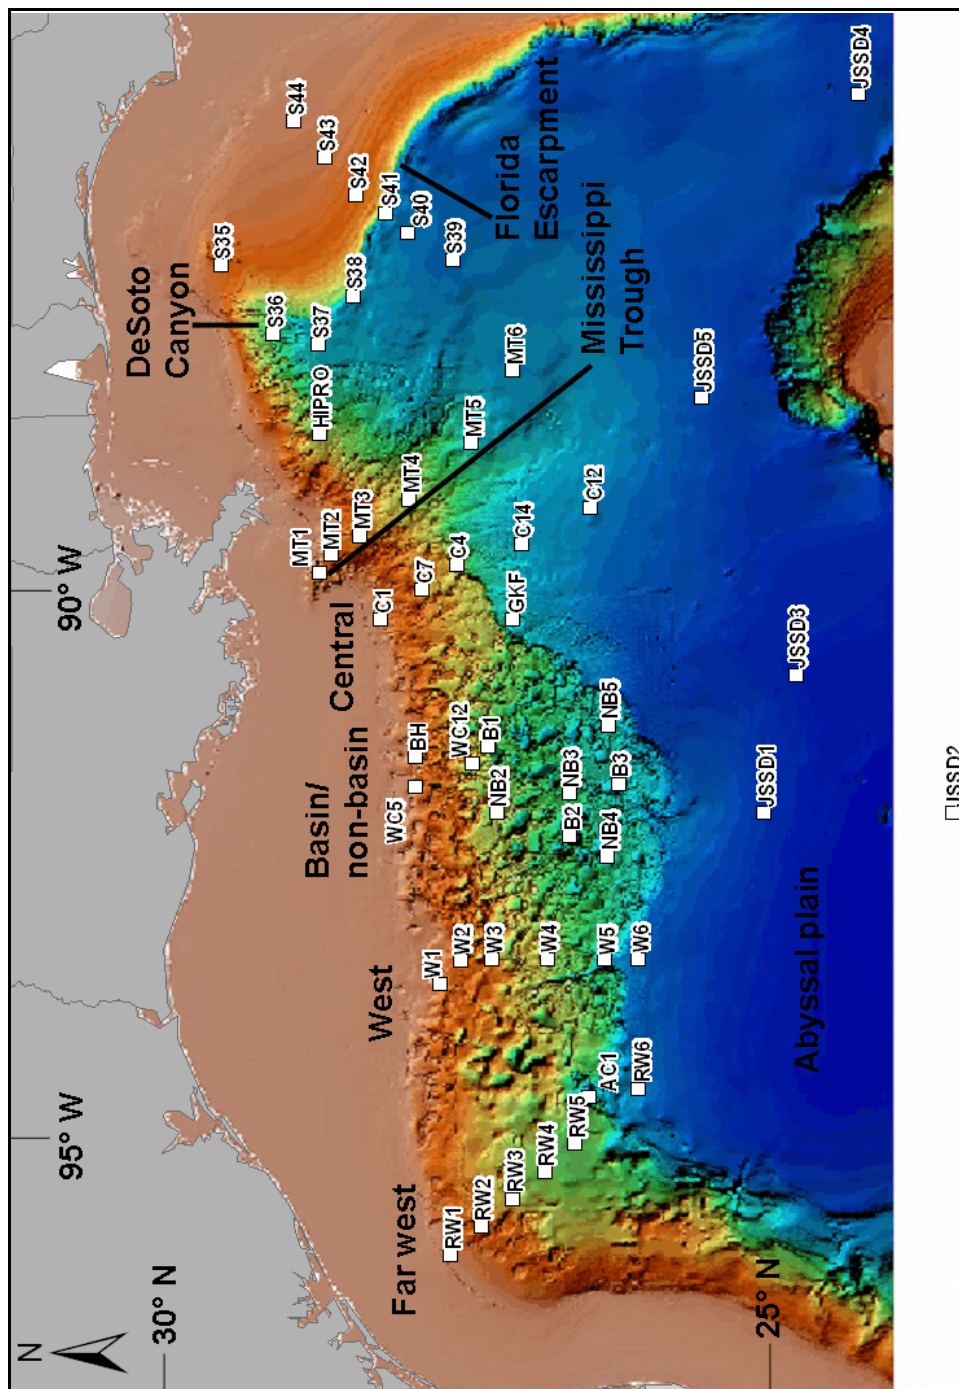 N
30° N
25° N
95° W
90° W
Far west
West
Basin/
non-basin
Central
DeSoto
Canyon
Florida
Escarpment
Mississippi
Trough
Abyssal plain
RW1
RW2
RW3
RW4
RW5
AC1
RW6
W1
W2
W3
W4
W5
W6
WC5
BH
WC12
B1
NB2
NB3
B2
NB4
B3
NB5
C1
C7
C4
GKF
C14
C12
MT1
MT2
MT3
MT4
MT5
MT6
HIPRO
S35
S36
S37
S38
S39
S40
S41
S42
S43
S44
JSSD1
JSSD2
JSSD3
JSSD4
JSSD5